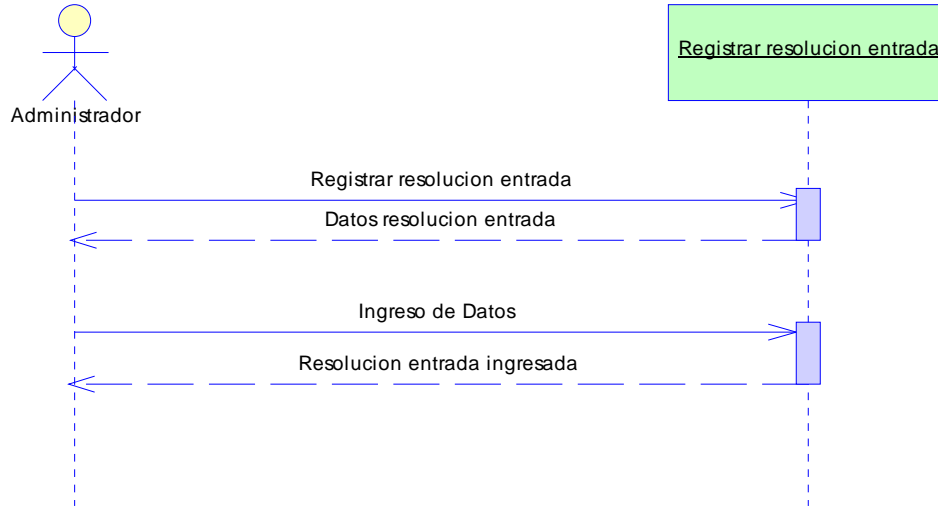 Registrar resolucion entrada
Administrador
Registrar resolucion entrada
Datos resolucion entrada
Ingreso de Datos
Resolucion entrada ingresada